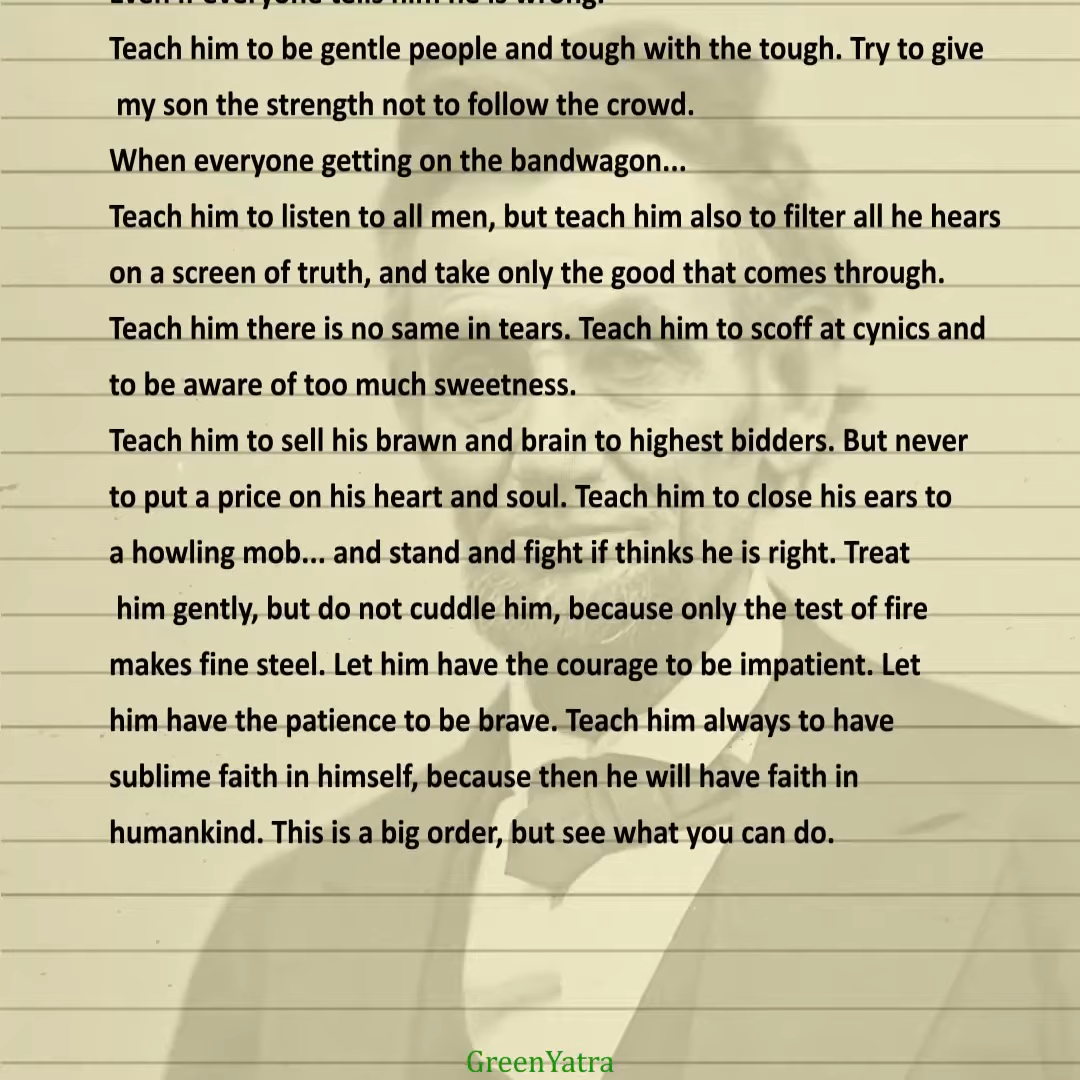 Even if everyone tells him he is wrong.
Teach him to be gentle people and tough with the tough. Try to give
my son the strength not to follow the crowd.
When everyone getting on the bandwagon...
Teach him to listen to all men, but teach him also to filter all he hears
on a screen of truth, and take only the good that comes through.
Teach him there is no same in tears. Teach him to scoff at cynics and
to be aware of too much sweetness.
Teach him to sell his brawn and brain to highest bidders. But never
to put a price on his heart and soul. Teach him to close his ears to
a howling mob... and stand and fight if thinks he is right. Treat
him gently, but do not cuddle him, because only the test of fire
makes fine steel. Let him have the courage to be impatient. Let
him have the patience to be brave. Teach him always to have
sublime faith in himself, because then he will have faith in
humankind. This is a big order, but see what you can do.
GreenYatra